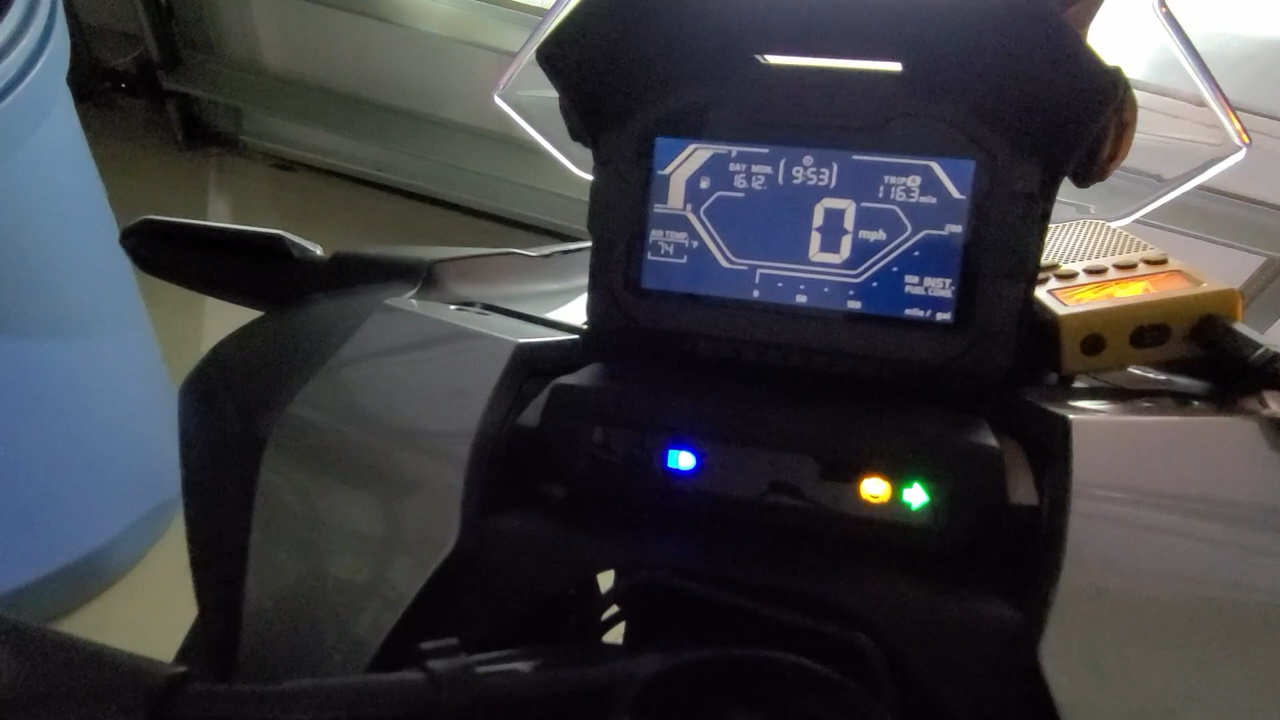 DAY MON.
16.12.
9:53
TRIP A
116.3 mile
0 mph
AIR TEMP.
74 °F
0
50
100
INST.
FUEL CONS.
mile / gal